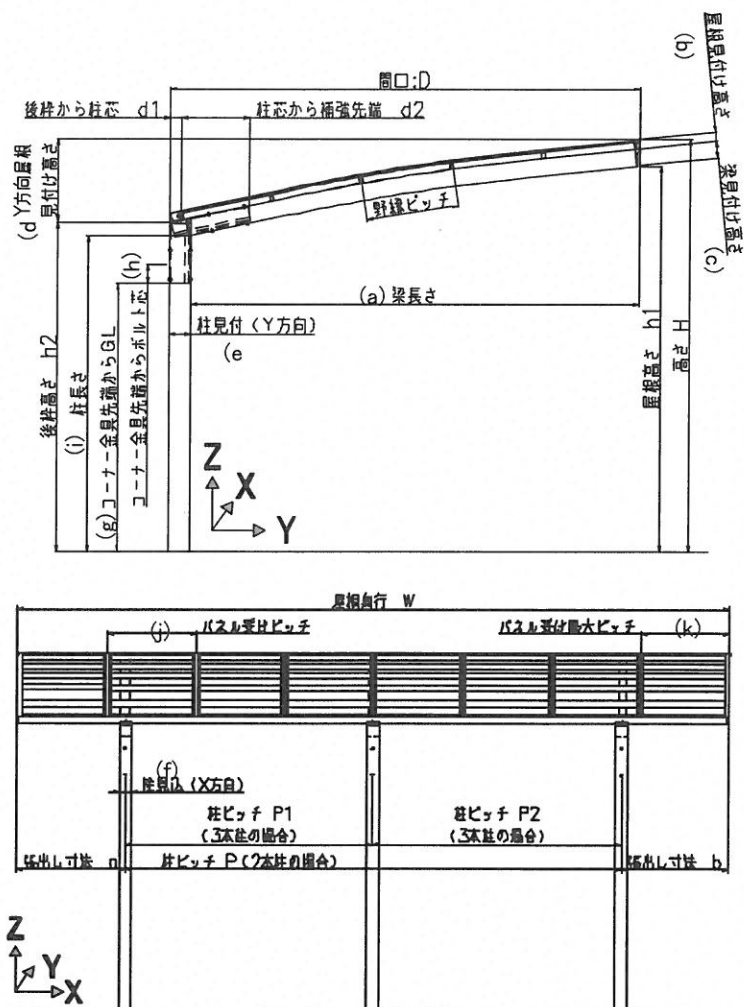 間口:D
後枠から柱芯 d1
柱芯から補強先端 d2
(b)
屋根見付け高さ
(d Y方向屋根
見付け高さ
野縁ピッチ
梁見付け高さ
(c)
(h)
(a) 梁長さ
柱見付 (Y方向)
(e
後枠高さ h2
(i) 柱長さ
(g) コーナー金具先端からGL
コーナー金具先端からボルト芯
屋根高さ h1
H 高さ
Z
X
Y
屋根奥行 W
(j)
パネル受けピッチ
パネル受け最大ピッチ
(k)
(f)
柱見込 (X方向)
柱ピッチ P1
(3本柱の場合)
柱ピッチ P2
(3本柱の場合)
張出し寸法
柱ピッチ P (2本柱の場合)
張出し寸法 b
Z
Y
X